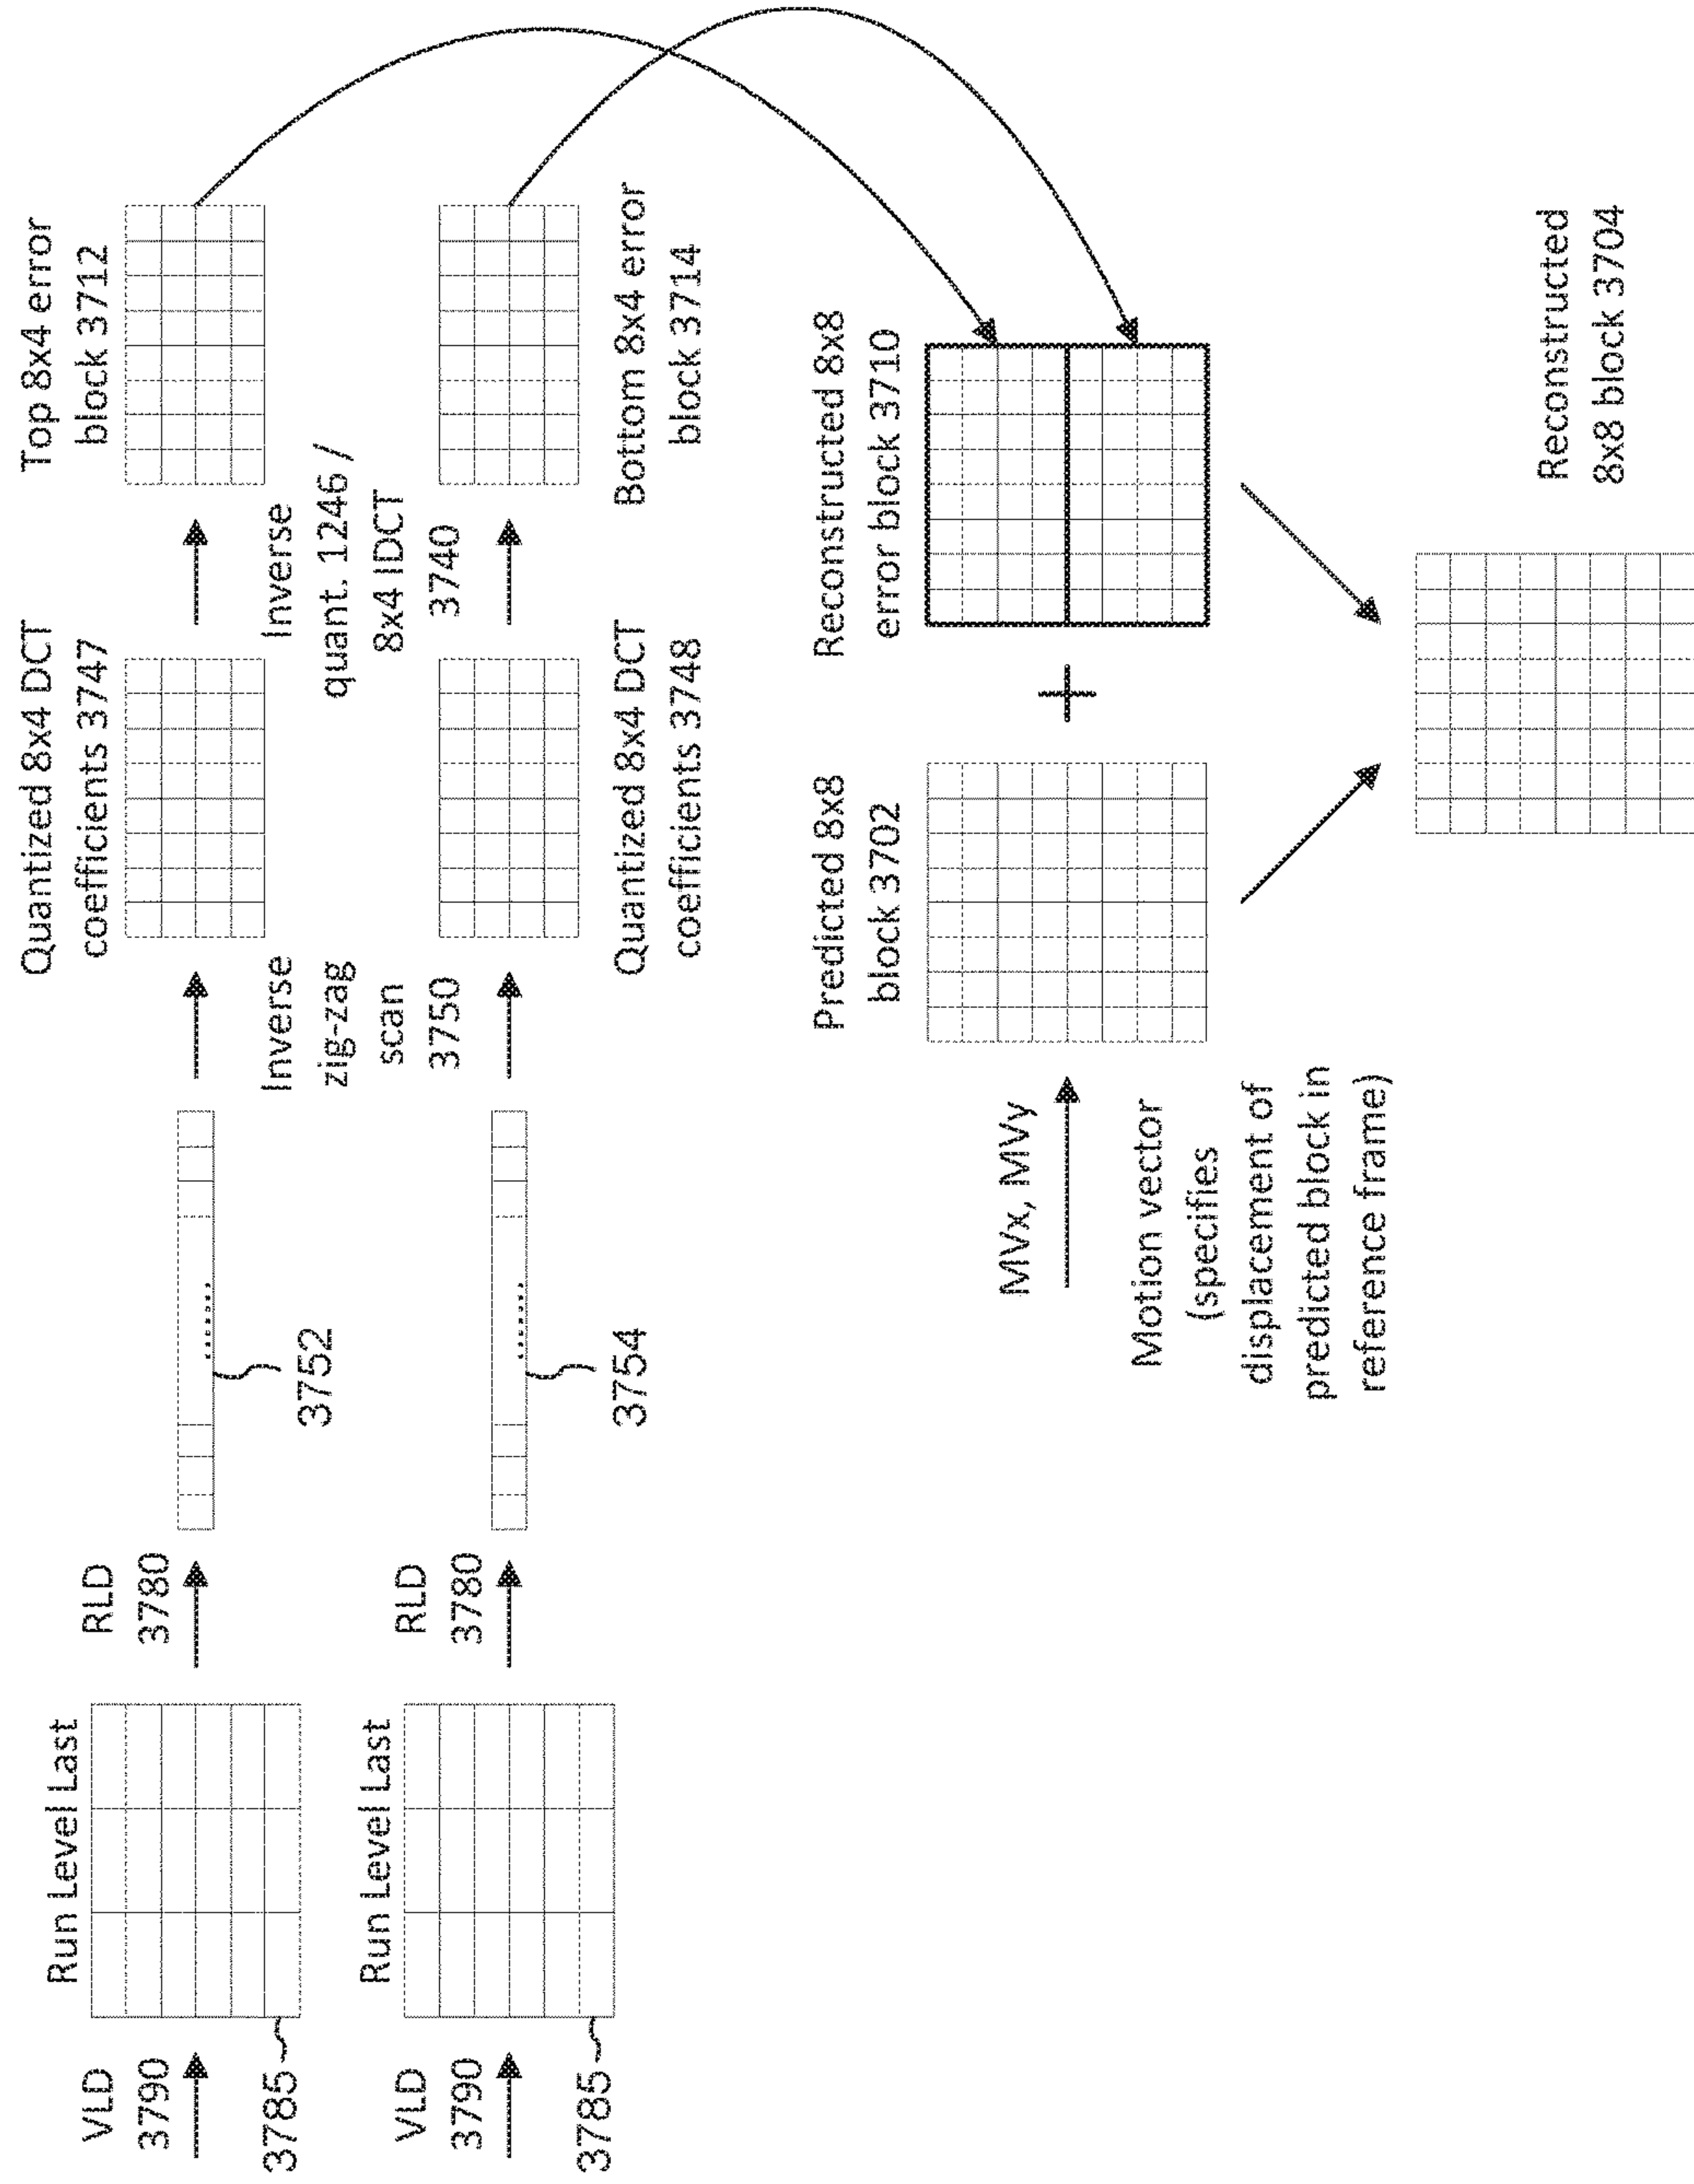 VLD
3790
3785
Run Level Last
RLD
3780
3752
Inverse
zig-zag
scan
3750
Quantized 8x4 DCT
coefficients 3747
Inverse
quant. 1246 /
8x4 IDCT
3740
Top 8x4 error
block 3712
VLD
3790
3785
Run Level Last
RLD
3780
3754
Quantized 8x4 DCT
coefficients 3748
Bottom 8x4 error
block 3714
MVx, MVy
Motion vector
(specifies
displacement of
predicted block in
reference frame)
Predicted 8x8
block 3702
+
Reconstructed 8x8
error block 3710
Reconstructed
8x8 block 3704